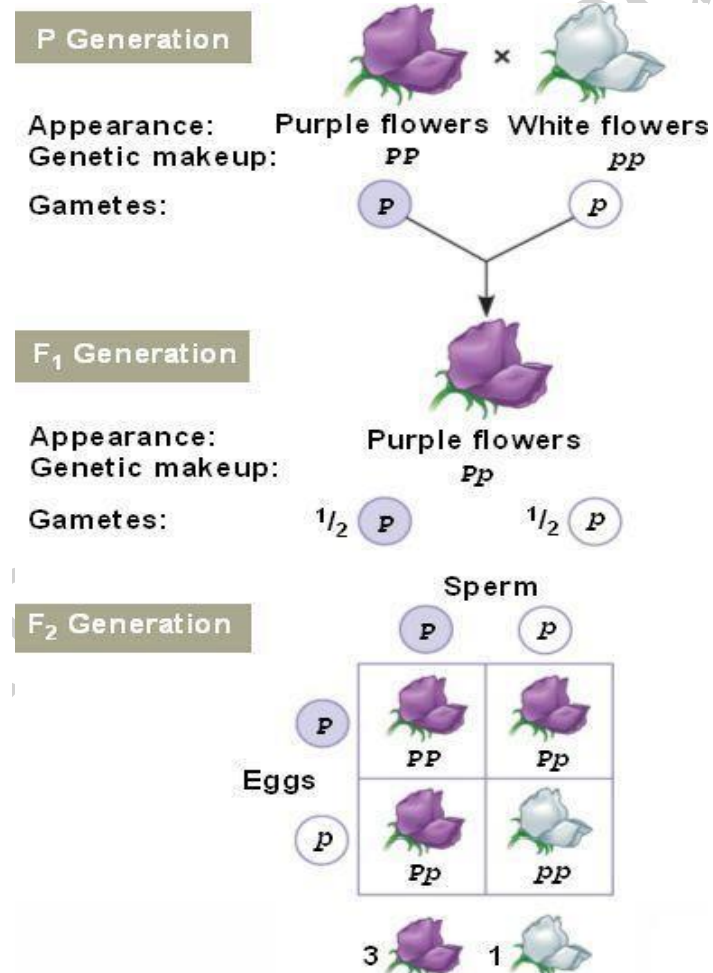 P Generation
×
Appearance: Purple flowers White flowers
Genetic makeup: PP pp
Gametes: P p
F₁ Generation
Appearance: Purple flowers
Genetic makeup: Pp
Gametes: ¹/₂ P ¹/₂ p
Sperm
F₂ Generation
P p
P
PP Pp
Eggs
p
Pp pp
3 1